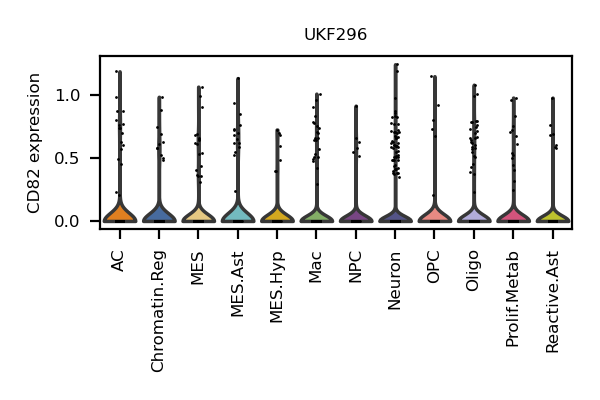 UKF296
CD82 expression
1.0
0.5
0.0
AC
Chromatin.Reg
MES
MES.Ast
MES.Hyp
Mac
NPC
Neuron
OPC
Oligo
Prolif.Metab
Reactive.Ast